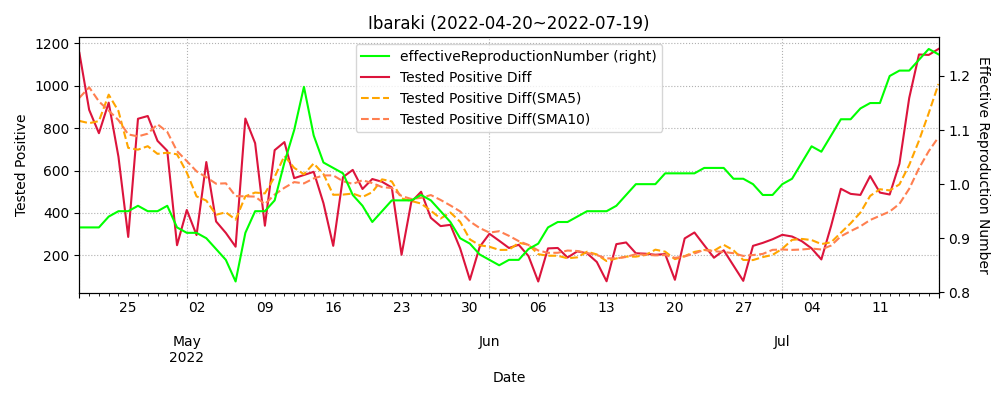 Ibaraki (2022-04-20~2022-07-19)
effectiveReproductionNumber (right)
Tested Positive Diff
Tested Positive Diff(SMA5)
Tested Positive Diff(SMA10)
Tested Positive
1200
1000
800
600
400
200
Effective Reproduction Number
1.2
1.1
1.0
0.9
0.8
25 02 09 16 23 30 06 13 20 27 04 11
May Jun Jul
2022
Date